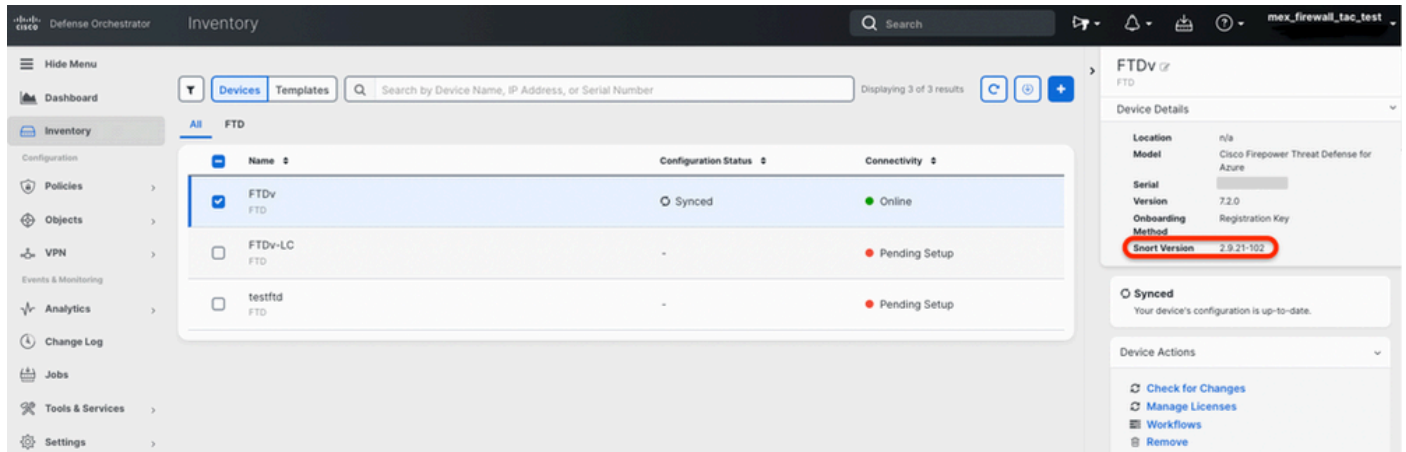 cisco Defense Orchestrator
Inventory
Search
mex_firewall_tac_test
Hide Menu
Dashboard
Inventory
Configuration
Policies
Objects
VPN
Events & Monitoring
Analytics
Change Log
Jobs
Tools & Services
Settings
Devices Templates Search by Device Name, IP Address, or Serial Number Displaying 3 of 3 results
All FTD
Name Configuration Status Connectivity
FTDv Synced Online
FTD
FTDv-LC - Pending Setup
FTD
testftd - Pending Setup
FTD
FTDv
FTD
Device Details
Location n/a
Model Cisco Firepower Threat Defense for
Azure
Serial
Version 7.2.0
Onboarding Registration Key
Method
Snort Version 2.9.21-102
Synced
Your device's configuration is up-to-date.
Device Actions
Check for Changes
Manage Licenses
Workflows
Remove